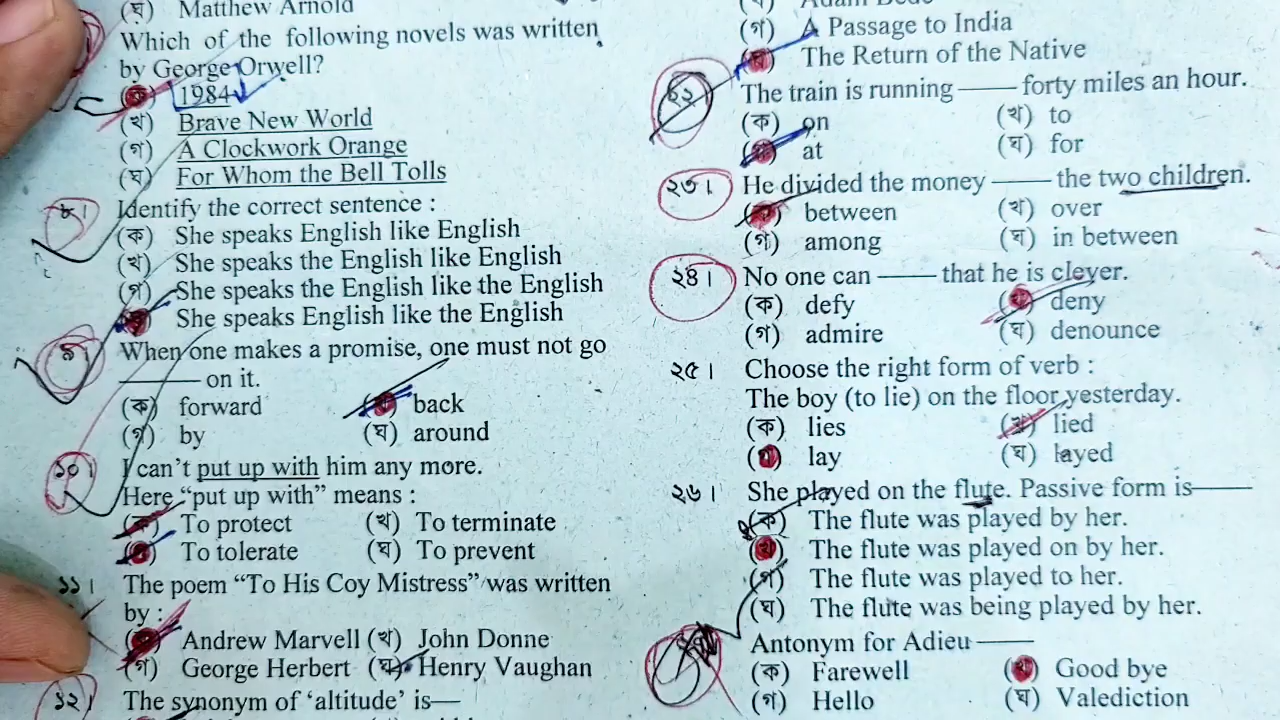 (ঘ) Matthew Arnold
Which of the following novels was written
by George Orwell?
(ক) 1984
(খ) Brave New World
(গ) A Clockwork Orange
(ঘ) For Whom the Bell Tolls
৮। Identify the correct sentence :
(ক) She speaks English like English
(খ) She speaks the English like English
(গ) She speaks the English like the English
(ঘ) She speaks English like the English
৯। When one makes a promise, one must not go
——— on it.
(ক) forward (খ) back
(গ) by (ঘ) around
১০। I can't put up with him any more.
Here "put up with" means :
(ক) To protect (খ) To terminate
(গ) To tolerate (ঘ) To prevent
১১। The poem "To His Coy Mistress" was written
by :
(ক) Andrew Marvell (খ) John Donne
(গ) George Herbert (ঘ) Henry Vaughan
১২। The synonym of 'altitude' is—
(খ) Adam Bede
(গ) A Passage to India
(ঘ) The Return of the Native
২২ The train is running —— forty miles an hour.
(ক) on (খ) to
(গ) at (ঘ) for
২৩। He divided the money —— the two children.
(ক) between (খ) over
(গ) among (ঘ) in between
২৪। No one can —— that he is clever.
(ক) defy (খ) deny
(গ) admire (ঘ) denounce
২৫। Choose the right form of verb :
The boy (to lie) on the floor yesterday.
(ক) lies (খ) lied
(গ) lay (ঘ) layed
২৬। She played on the flute. Passive form is——
(ক) The flute was played by her.
(খ) The flute was played on by her.
(গ) The flute was played to her.
(ঘ) The flute was being played by her.
Antonym for Adieu ——
(ক) Farewell (খ) Good bye
(গ) Hello (ঘ) Valediction